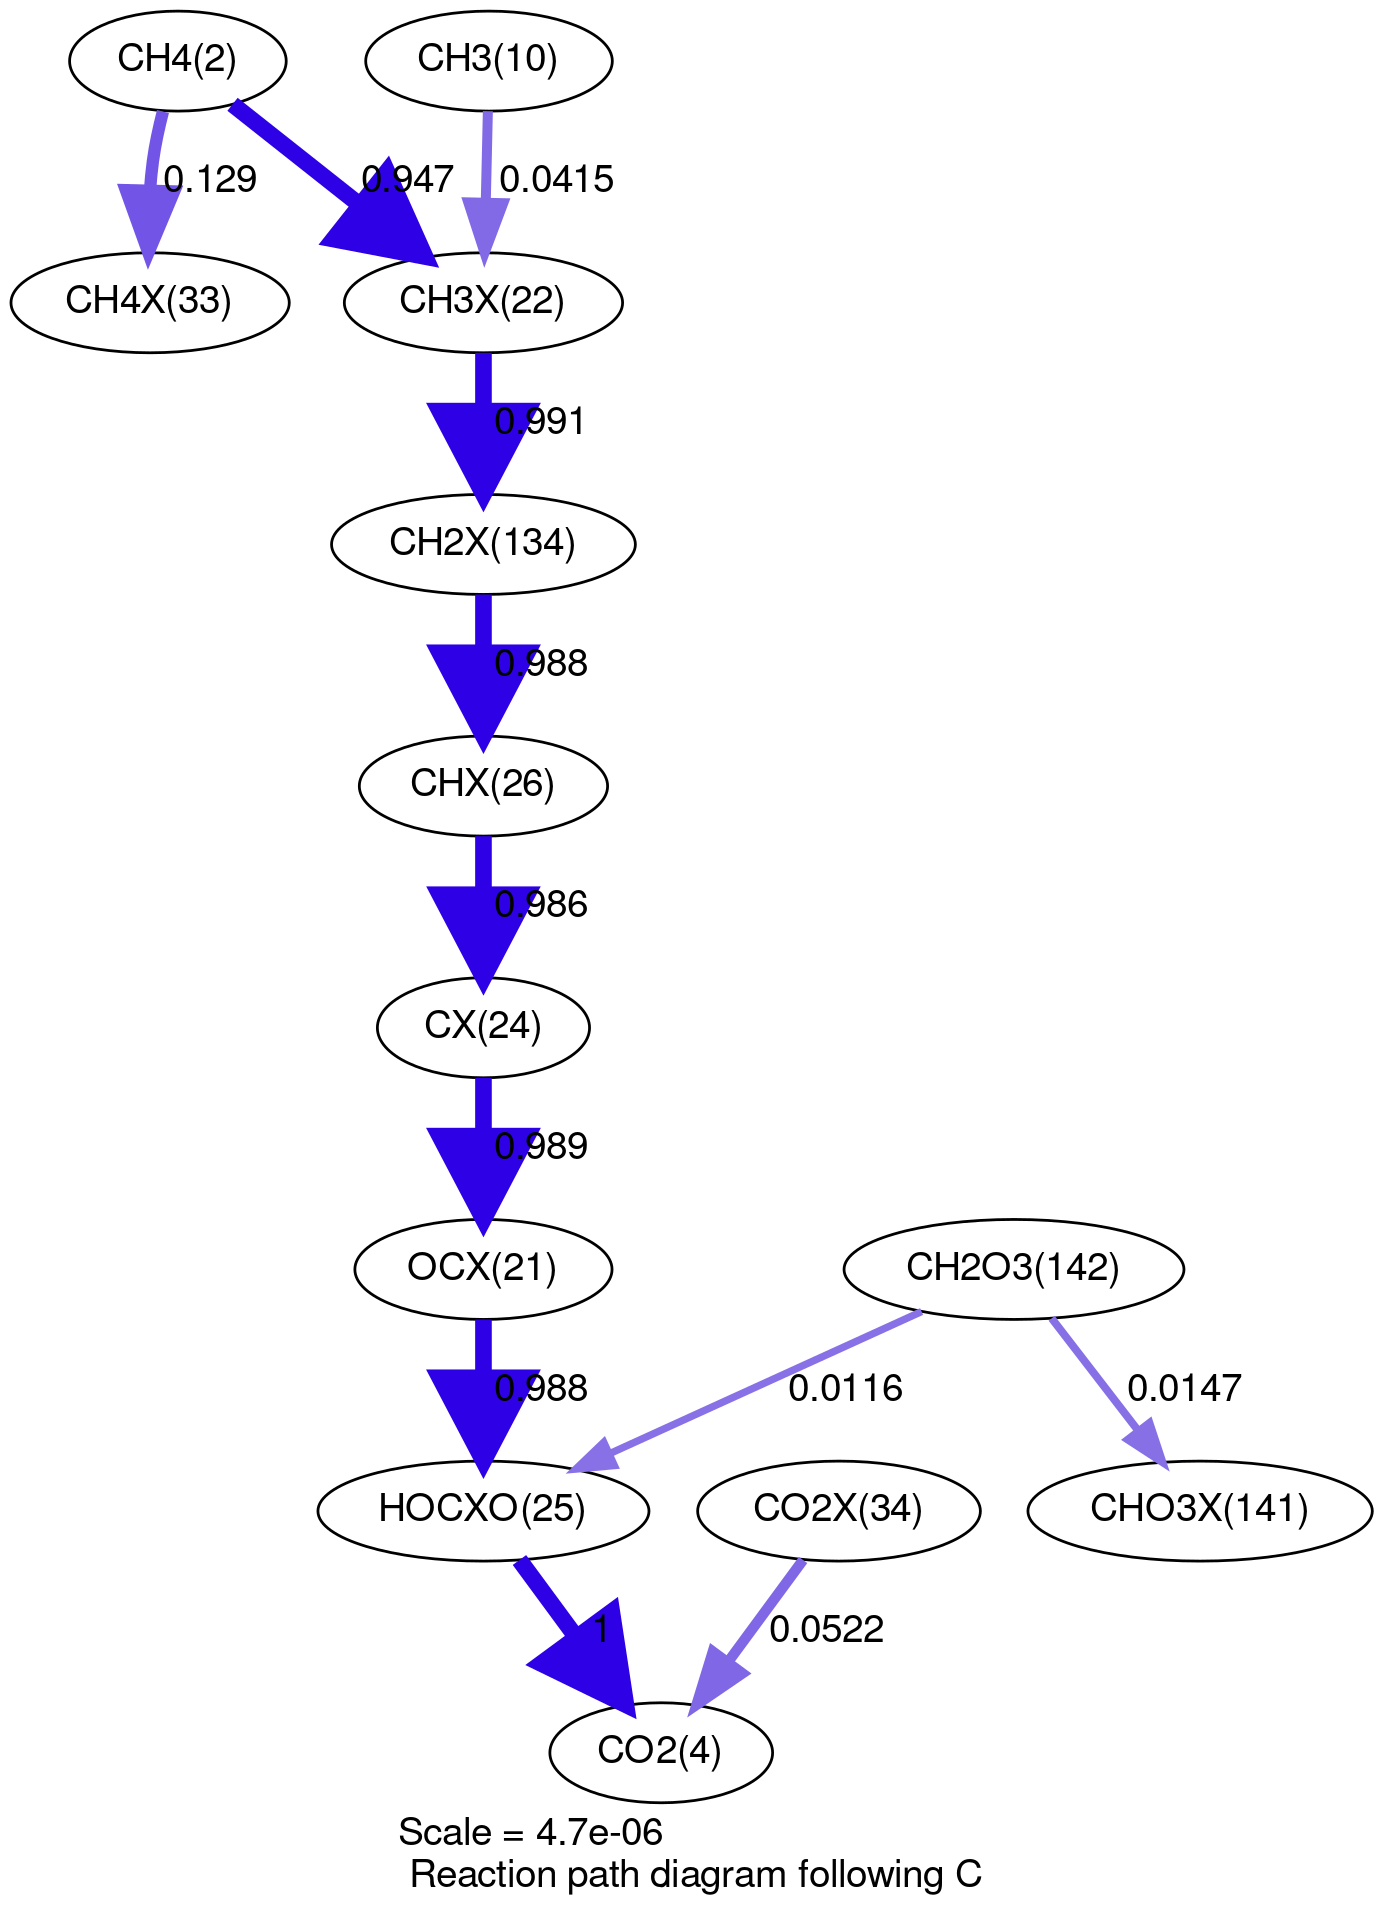 CH4(2)
CH3(10)
0.129
0.947
0.0415
CH4X(33)
CH3X(22)
0.991
CH2X(134)
0.988
CHX(26)
0.986
CX(24)
0.989
OCX(21)
CH2O3(142)
0.988
0.0116
0.0147
HOCXO(25)
CO2X(34)
CHO3X(141)
1
0.0522
CO2(4)
Scale = 4.7e-06
Reaction path diagram following C